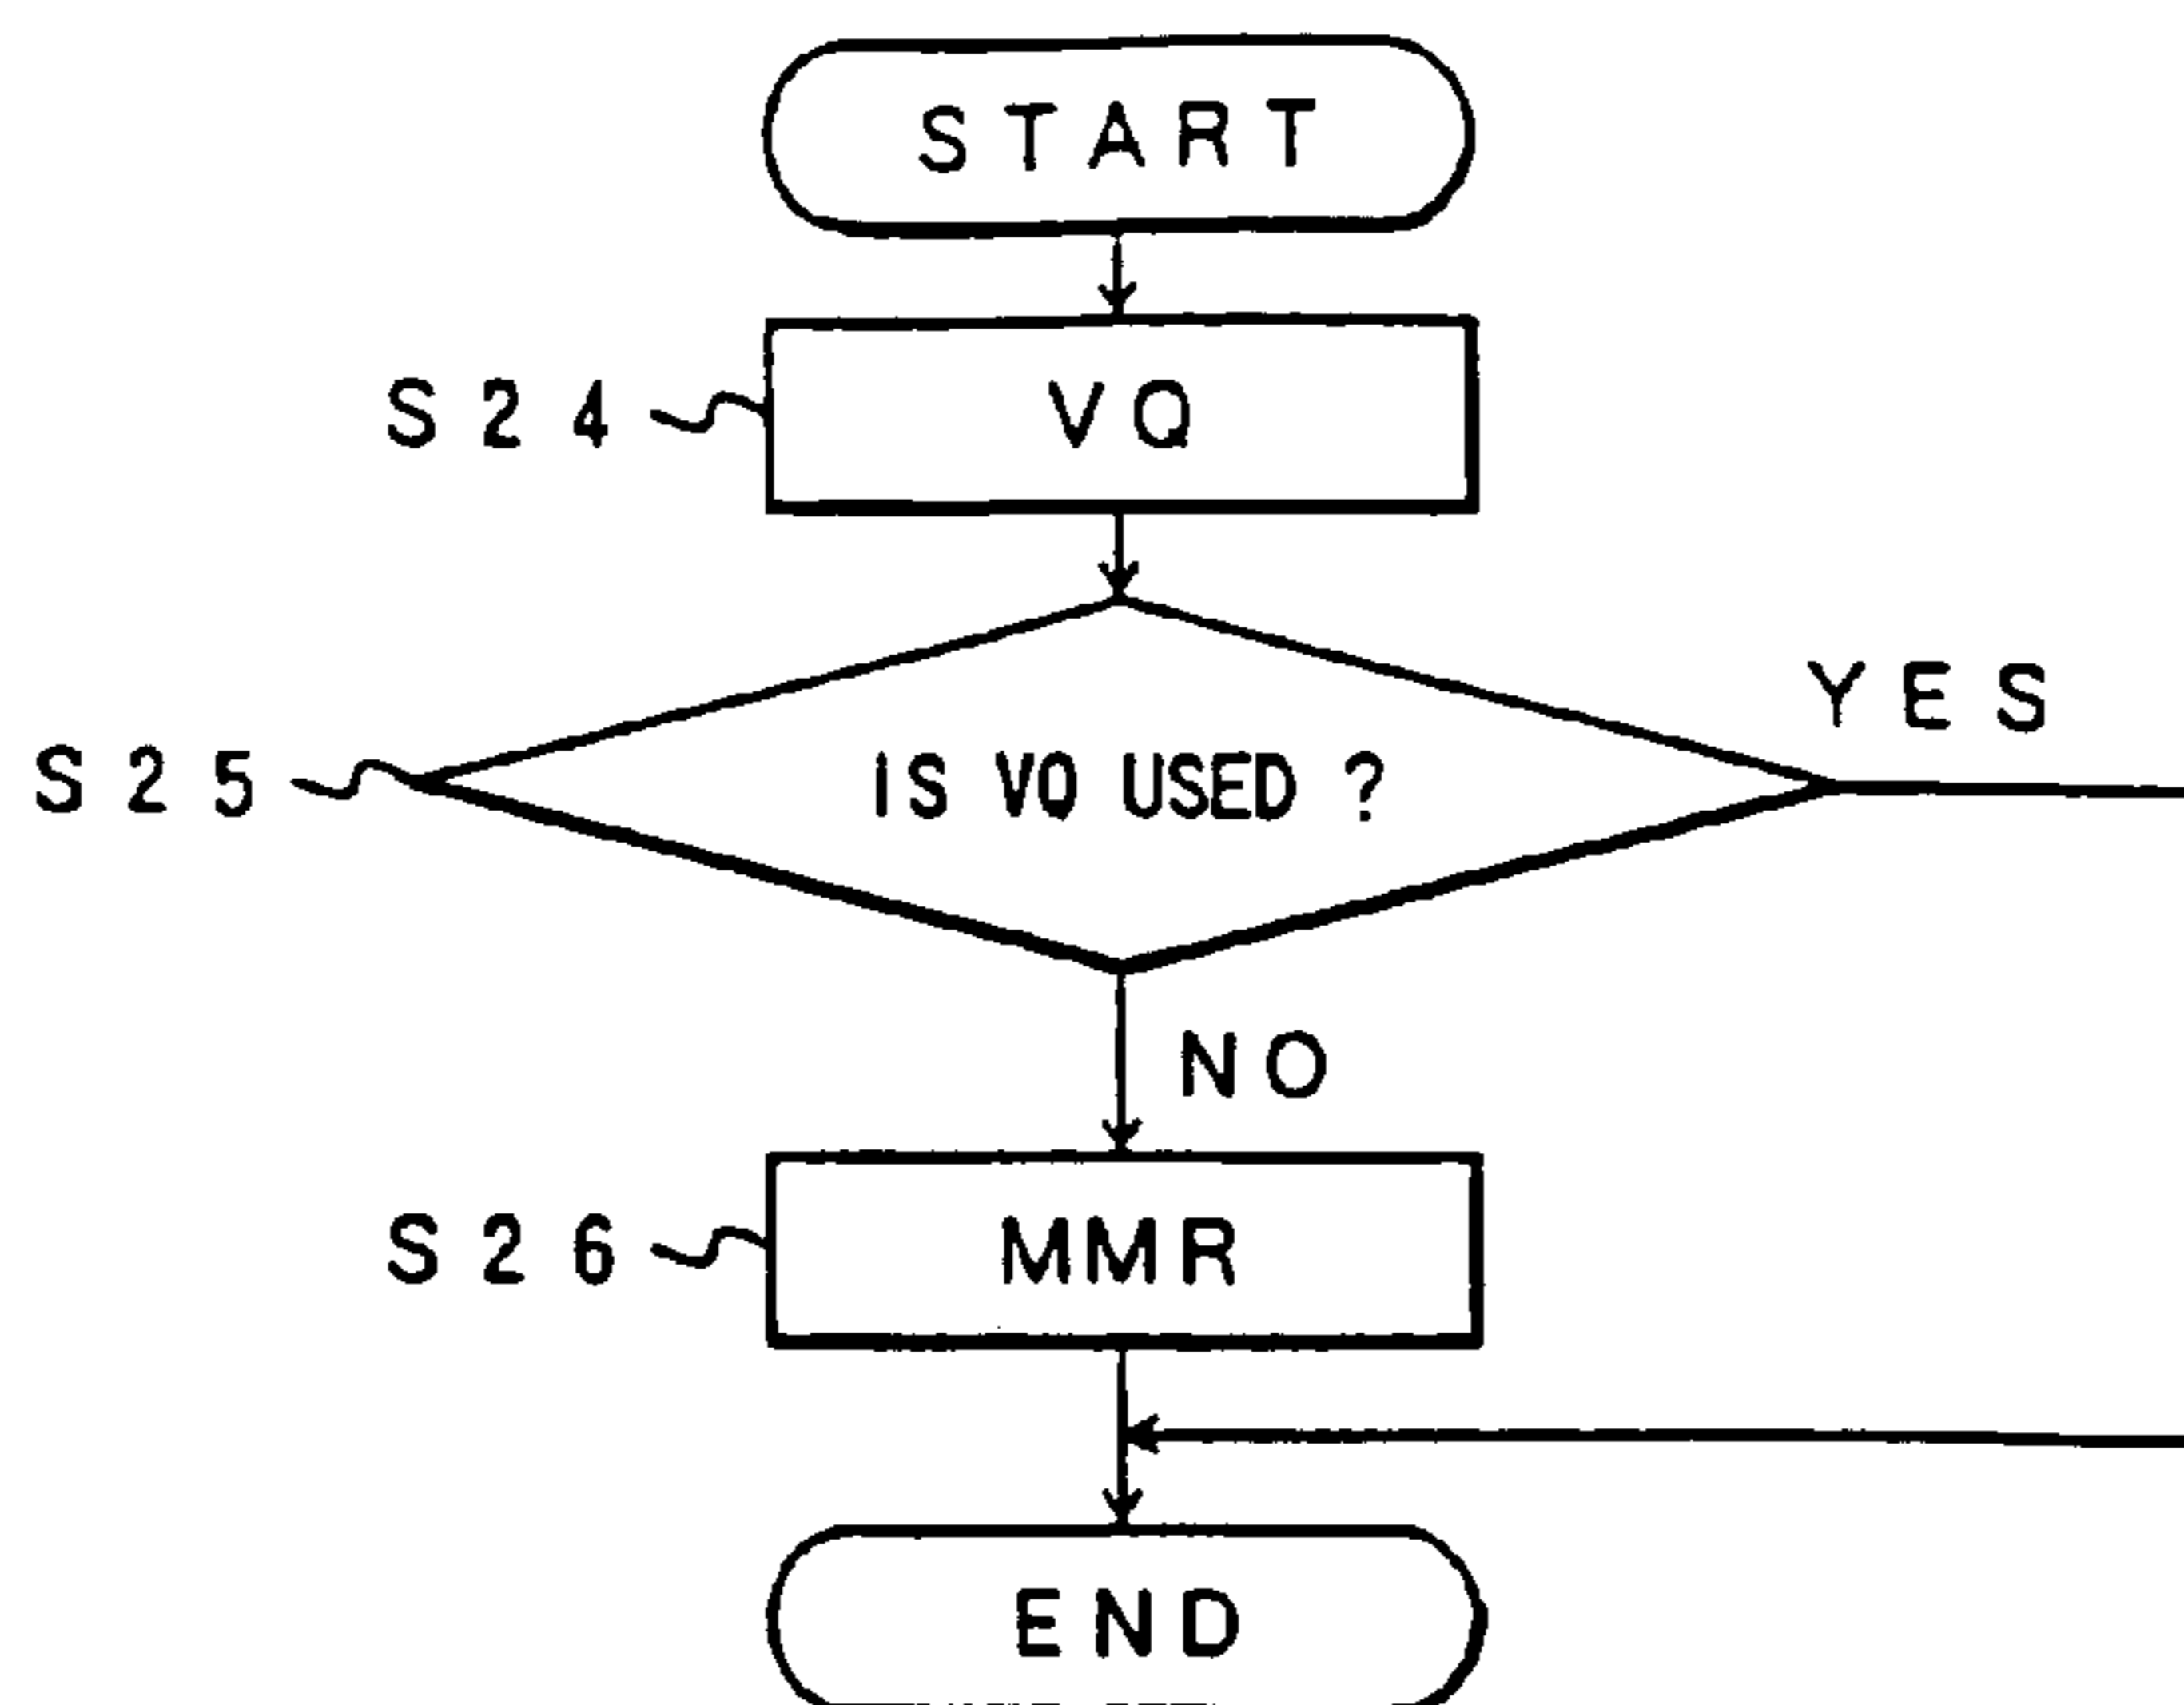 START
S24
VQ
YES
S25
IS VQ USED ?
NO
S26
MMR
END